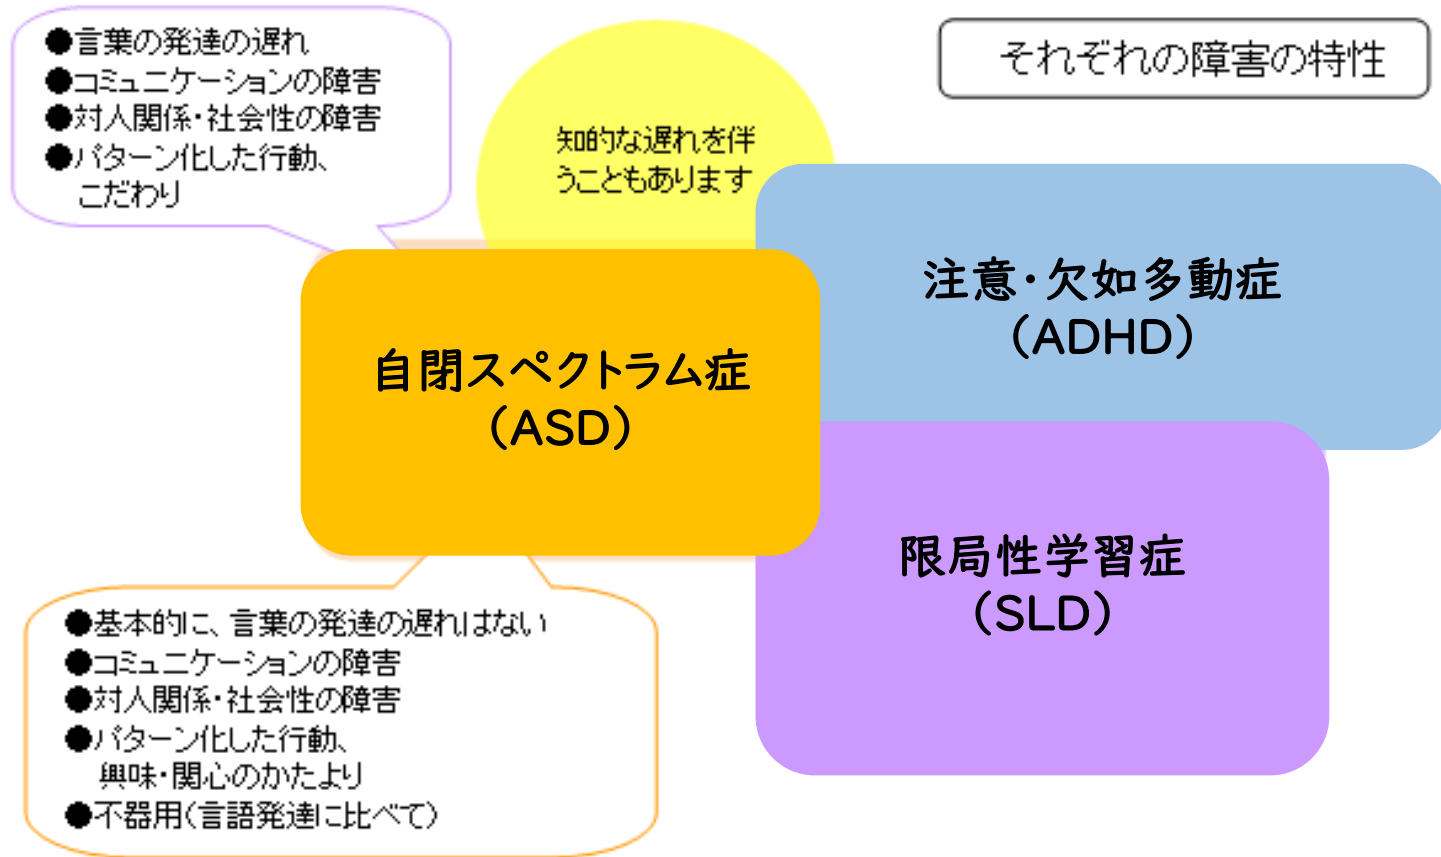 それぞれの障害の特性
●言葉の発達の遅れ
●コミュニケーションの障害
●対人関係・社会性の障害
●パターン化した行動、
こだわり
知的な遅れを伴
うこともあります
注意・欠如多動症
（ADHD）
自閉スペクトラム症
（ASD）
限局性学習症
（SLD）
●基本的に、言葉の発達の遅れはない
●コミュニケーションの障害
●対人関係・社会性の障害
●パターン化した行動、
興味・関心のかたより
●不器用(言語発達に比べて)